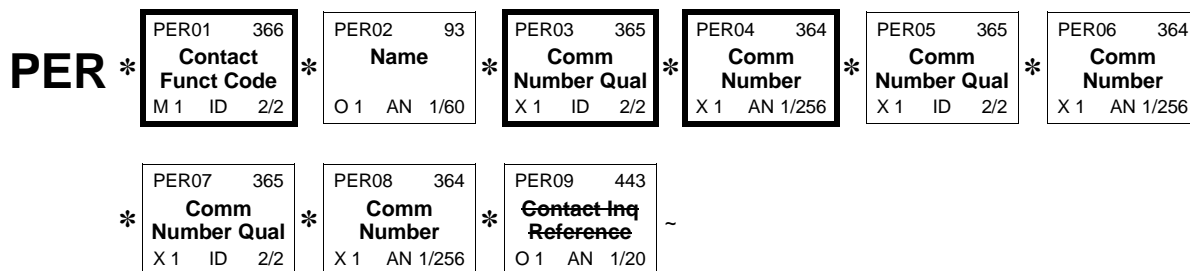 PER01 366 PER02 93 PER03 365 PER04 364 PER05 365 PER06 364
PER * Contact * Name * Comm * Comm * Comm * Comm
Funct Code Number Qual Number Number Qual Number
M 1 ID 2/2 O 1 AN 1/60 X 1 ID 2/2 X 1 AN 1/256 X 1 ID 2/2 X 1 AN 1/256
PER07 365 PER08 364 PER09 443
* Comm * Comm * Contact Inq ~
Number Qual Number Reference
X 1 ID 2/2 X 1 AN 1/256 O 1 AN 1/20